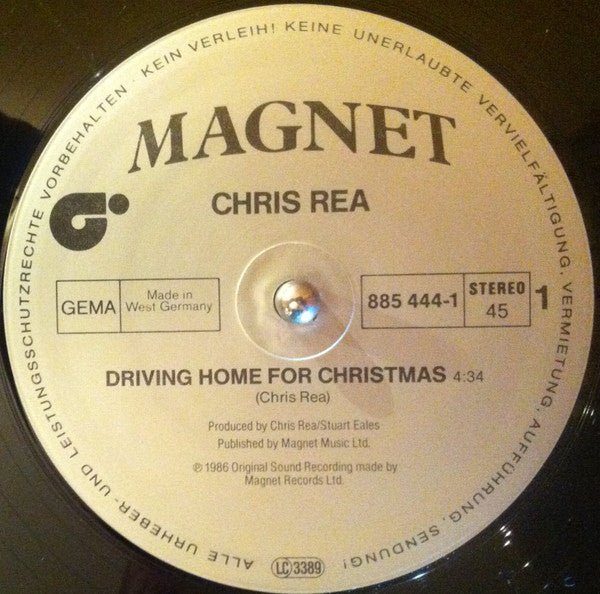 ALLE URHEBER- UND LEISTUNGSSCHUTZRECHTE VORBEHALTEN · KEIN VERLEIH! KEINE UNERLAUBTE VERVIELFÄLTIGUNG, VERMIETUNG, AUFFÜHRUNG, SENDUNG!
MAGNET
CHRIS REA
GEMA
Made in
West Germany
885 444-1
STEREO
45
1
DRIVING HOME FOR CHRISTMAS 4:34
(Chris Rea)
Produced by Chris Rea/Stuart Eales
Published by Magnet Music Ltd.
℗ 1986 Original Sound Recording made by
Magnet Records Ltd.
LC 3389